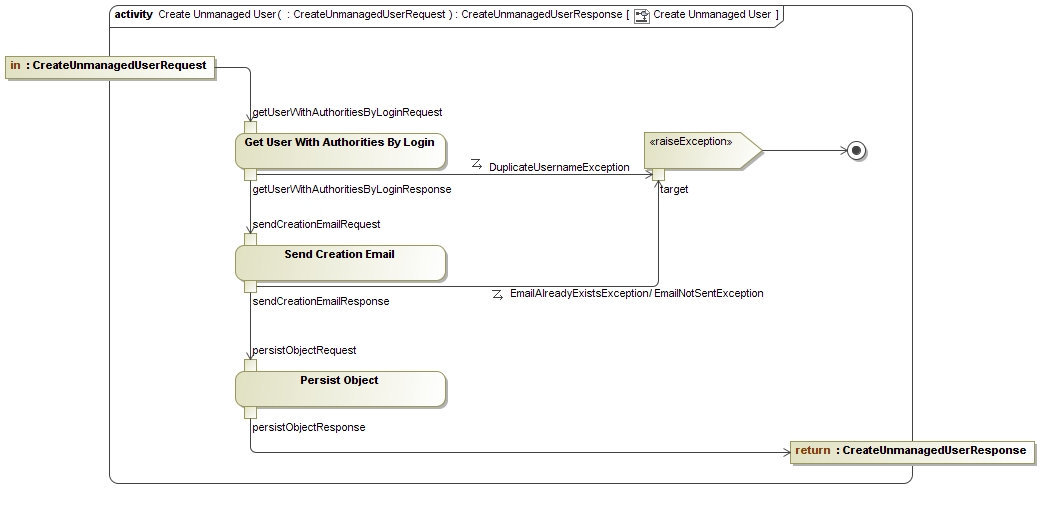 activity Create Unmanaged User( : CreateUnmanagedUserRequest ) : CreateUnmanagedUserResponse [ Create Unmanaged User ]
in : CreateUnmanagedUserRequest
getUserWithAuthoritiesByLoginRequest
Get User With Authorities By Login
«raiseException»
DuplicateUsernameException
getUserWithAuthoritiesByLoginResponse
target
sendCreationEmailRequest
Send Creation Email
EmailAlreadyExistsException/ EmailNotSentException
sendCreationEmailResponse
persistObjectRequest
Persist Object
persistObjectResponse
return : CreateUnmanagedUserResponse